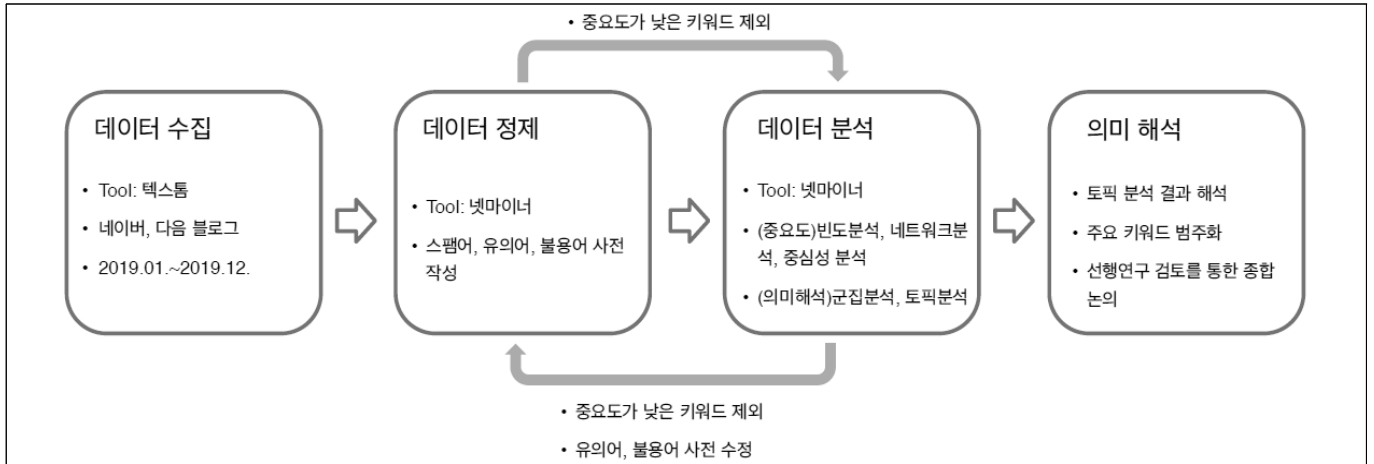 • 중요도가 낮은 키워드 제외
데이터 수집
• Tool: 텍스톰
• 네이버, 다음 블로그
• 2019.01.~2019.12.
데이터 정제
• Tool: 넷마이너
• 스팸어, 유의어, 불용어 사전
작성
데이터 분석
• Tool: 넷마이너
• (중요도)빈도분석, 네트워크분
석, 중심성 분석
• (의미해석)군집분석, 토픽분석
의미 해석
• 토픽 분석 결과 해석
• 주요 키워드 범주화
• 선행연구 검토를 통한 종합
논의
• 중요도가 낮은 키워드 제외
• 유의어, 불용어 사전 수정